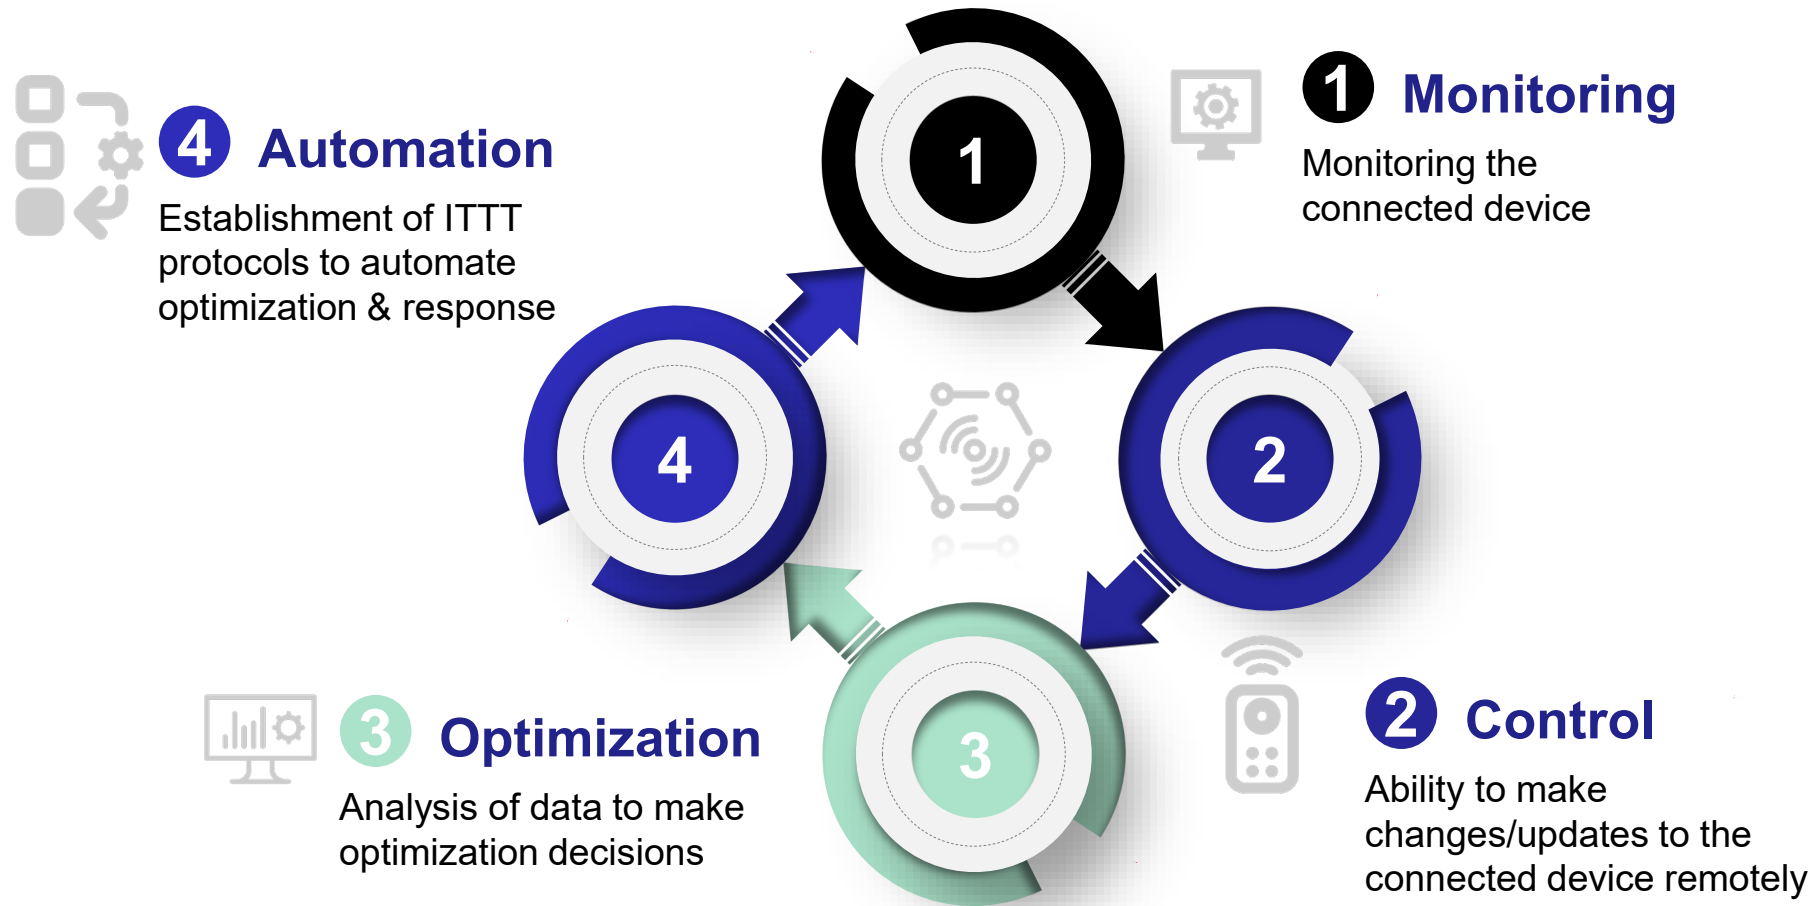 1
1 Monitoring
Monitoring the
connected device
4 Automation
Establishment of ITTT
protocols to automate
optimization & response
4
2
3
3 Optimization
Analysis of data to make
optimization decisions
2 Control
Ability to make
changes/updates to the
connected device remotely